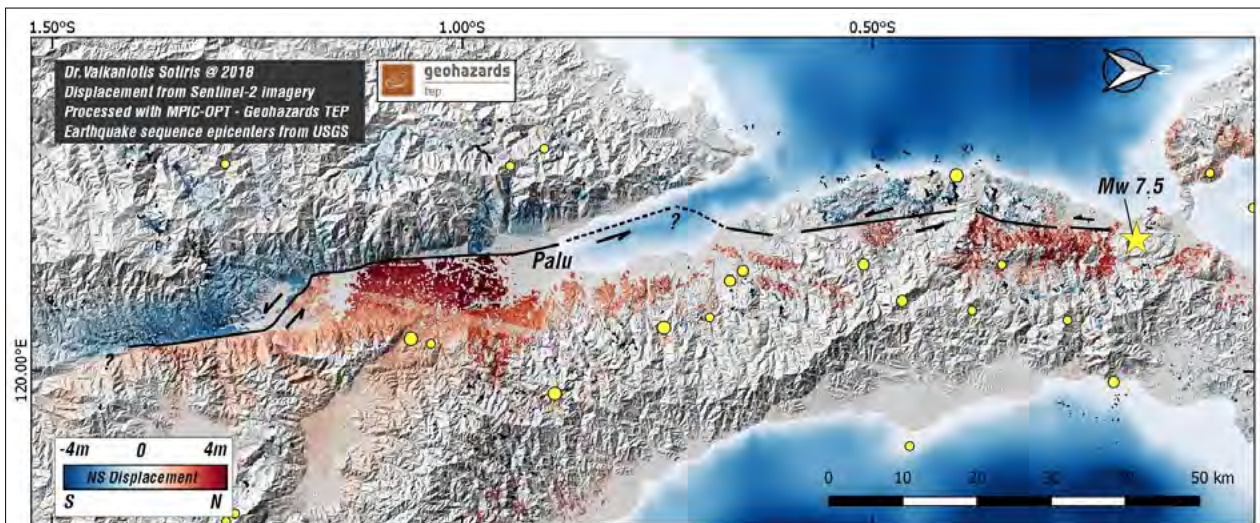 1.50°S
1.00°S
0.50°S
Dr.Valkaniotis Sotiris @ 2018
Displacement from Sentinel-2 imagery
Processed with MPIC-OPT - Geohazards TEP
Earthquake sequence epicenters from USGS
geohazards
tep
N
Mw 7.5
?
Palu
?
120.00°E
-4m 0 4m
NS Displacement
S N
0 10 20 30 40 50 km